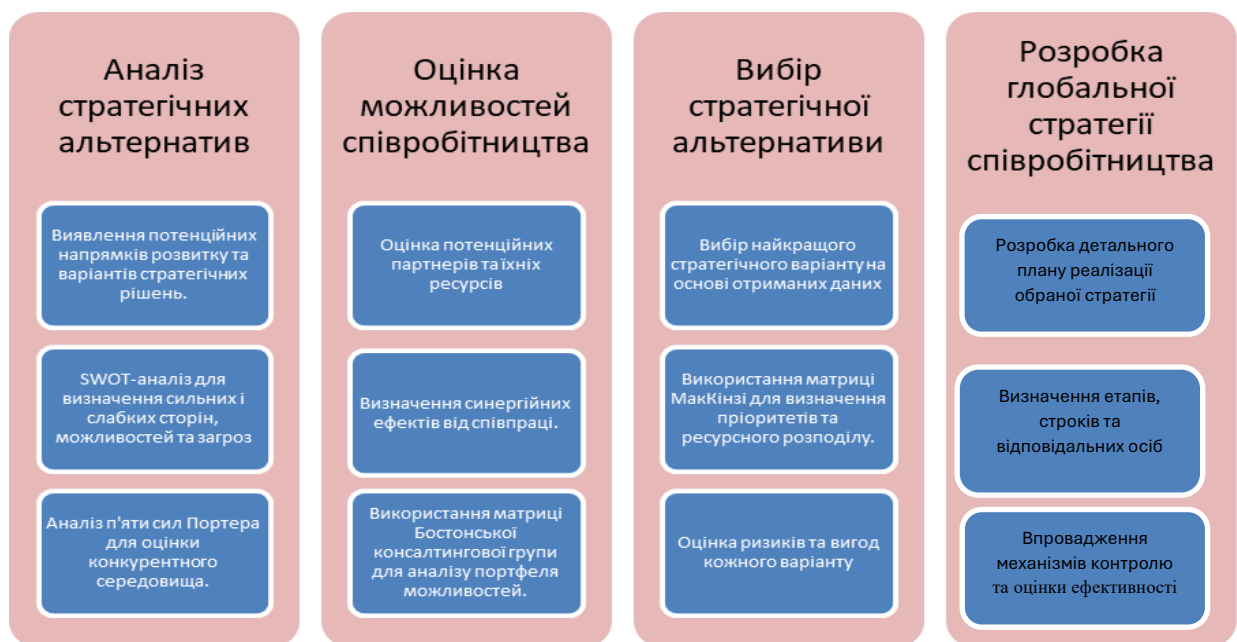 Аналіз
стратегічних
альтернатив
Виявлення потенційних
напрямків розвитку та
варіантів стратегічних
рішень.
SWOT-аналіз для
визначення сильних і
слабких сторін,
можливостей та загроз
Аналіз п'яти сил Портера
для оцінки
конкурентного
середовища.
Оцінка
можливостей
співробітництва
Оцінка потенційних
партнерів та їхніх
ресурсів
Визначення синергійних
ефектів від співпраці.
Використання матриці
Бостонської
консалтингової групи
для аналізу портфеля
можливостей.
Вибір
стратегічної
альтернативи
Вибір найкращого
стратегічного варіанту на
основі отриманих даних
Використання матриці
МакКінзі для визначення
пріоритетів та
ресурсного розподілу.
Оцінка ризиків та вигод
кожного варіанту
Розробка
глобальної
стратегії
співробітництва
Розробка детального
плану реалізації
обраної стратегії
Визначення етапів,
строків та
відповідальних осіб
Впровадження
механізмів контролю
та оцінки ефективності